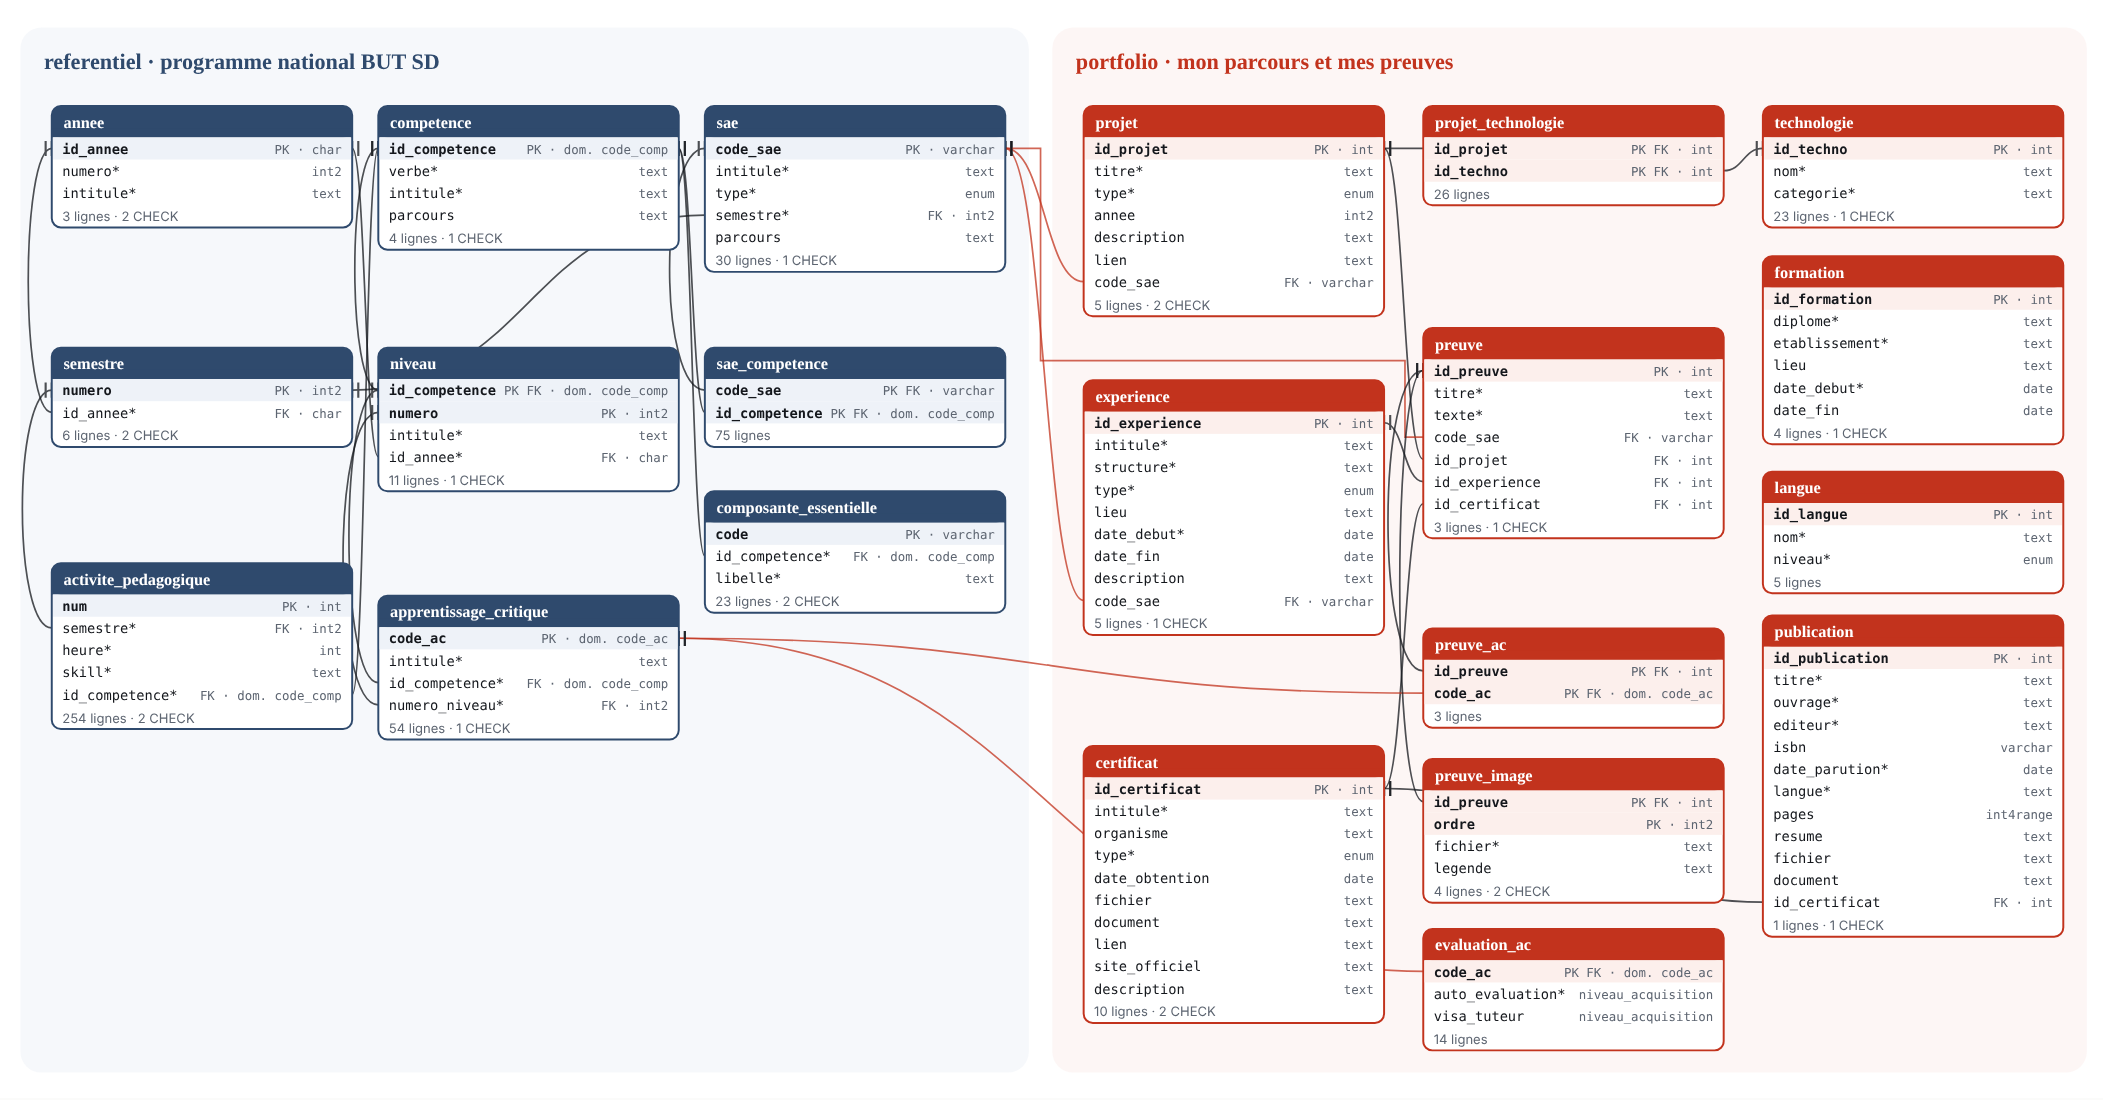 referentiel · programme national BUT SD
annee
id_annee PK · char
numero* int2
intitule* text
3 lignes · 2 CHECK
competence
id_competence PK · dom. code_comp
verbe* text
intitule* text
parcours text
4 lignes · 1 CHECK
sae
code_sae PK · varchar
intitule* text
type* enum
semestre* FK · int2
parcours text
30 lignes · 1 CHECK
semestre
numero PK · int2
id_annee* FK · char
6 lignes · 2 CHECK
niveau
id_competence PK FK · dom. code_comp
numero PK · int2
intitule* text
id_annee* FK · char
11 lignes · 1 CHECK
sae_competence
code_sae PK FK · varchar
id_competence PK FK · dom. code_comp
75 lignes
composante_essentielle
code PK · varchar
id_competence* FK · dom. code_comp
libelle* text
23 lignes · 2 CHECK
activite_pedagogique
num PK · int
semestre* FK · int2
heure* int
skill* text
id_competence* FK · dom. code_comp
254 lignes · 2 CHECK
apprentissage_critique
code_ac PK · dom. code_ac
intitule* text
id_competence* FK · dom. code_comp
numero_niveau* FK · int2
54 lignes · 1 CHECK
portfolio · mon parcours et mes preuves
projet
id_projet PK · int
titre* text
type* enum
annee int2
description text
lien text
code_sae FK · varchar
5 lignes · 2 CHECK
projet_technologie
id_projet PK FK · int
id_techno PK FK · int
26 lignes
technologie
id_techno PK · int
nom* text
categorie* text
23 lignes · 1 CHECK
formation
id_formation PK · int
diplome* text
etablissement* text
lieu text
date_debut* date
date_fin date
4 lignes · 1 CHECK
preuve
id_preuve PK · int
titre* text
texte* text
code_sae FK · varchar
id_projet FK · int
id_experience FK · int
id_certificat FK · int
3 lignes · 1 CHECK
experience
id_experience PK · int
intitule* text
structure* text
type* enum
lieu text
date_debut* date
date_fin date
description text
code_sae FK · varchar
5 lignes · 1 CHECK
langue
id_langue PK · int
nom* text
niveau* enum
5 lignes
preuve_ac
id_preuve PK FK · int
code_ac PK FK · dom. code_ac
3 lignes
publication
id_publication PK · int
titre* text
ouvrage* text
editeur* text
isbn varchar
date_parution* date
langue* text
pages int4range
resume text
fichier text
document text
id_certificat FK · int
1 lignes · 1 CHECK
certificat
id_certificat PK · int
intitule* text
organisme text
type* enum
date_obtention date
fichier text
document text
lien text
site_officiel text
description text
10 lignes · 2 CHECK
preuve_image
id_preuve PK FK · int
ordre PK · int2
fichier* text
legende text
4 lignes · 2 CHECK
evaluation_ac
code_ac PK FK · dom. code_ac
auto_evaluation* niveau_acquisition
visa_tuteur niveau_acquisition
14 lignes